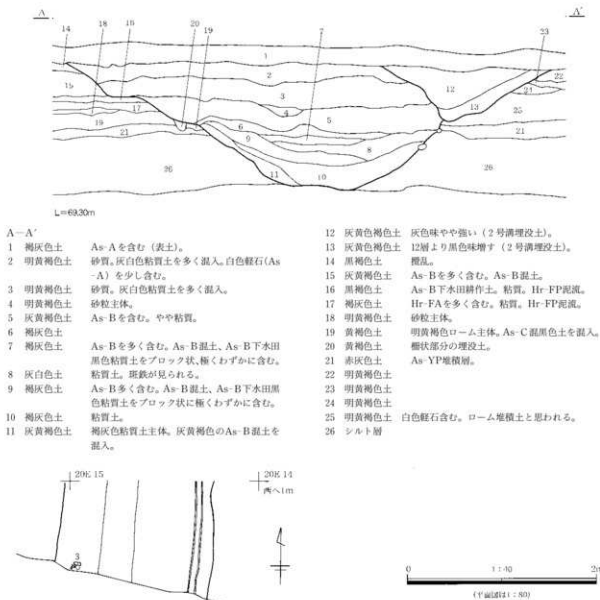 A
A′
14
18
16
20
19
7
23
1
2
3
4
5
6
7
8
9
10
11
12
13
15
17
18
19
21
22
24
25
21
26
26
L=69.30m
A—A′
1 褐灰色土 As-Aを含む（表土）。
2 明黄褐色土 砂質。灰白色粘質土を多く混入。白色軽石(As
-A）を少し含む。
3 明黄褐色土 砂質。灰白色粘質土を多く混入。
4 明黄褐色土 砂粒主体。
5 灰黄褐色土 As-Bを含む。やや粘質。
6 褐灰色土
7 褐灰色土 As-Bを多く含む。As-B混土、As-B下水田
黒色粘質土をブロック状、極くわずかに含む。
8 灰白色土 粘質土。斑鉄が見られる。
9 褐灰色土 As-B多く含む。As-B混土、As-B下水田黒
色粘質土をブロック状に極くわずかに含む。
10 褐灰色土 粘質土。
11 灰黄褐色土 褐灰色粘質土主体。灰黄褐色のAs-B混土を
混入。
12 灰黄色褐色土 灰色味やや強い（２号溝埋没土）。
13 灰黄色褐色土 12層より黒色味増す（２号溝埋没土）。
14 黒褐色土 攪乱。
15 灰黄褐色土 As-Bを多く含む。As-B混土。
16 黒褐色土 As-B下水田耕作土。粘質。Hr-FP泥流。
17 褐灰色土 Hr-FAを多く含む。粘質。Hr-FP泥流。
18 明黄褐色土 砂粒主体。
19 黄褐色土 明黄褐色ローム主体。As-C混黒色土を混入。
20 黄褐色土 棚状部分の埋没土。
21 赤灰色土 As-YP堆積層。
22 明黄褐色土
23 明黄褐色土
24 明黄褐色土
25 明黄褐色土 白色軽石含む。ローム堆積土と思われる。
26 シルト層
20E 15
20E 14
西へ1m
3
0
1:40
2m
(平面図は1:80)